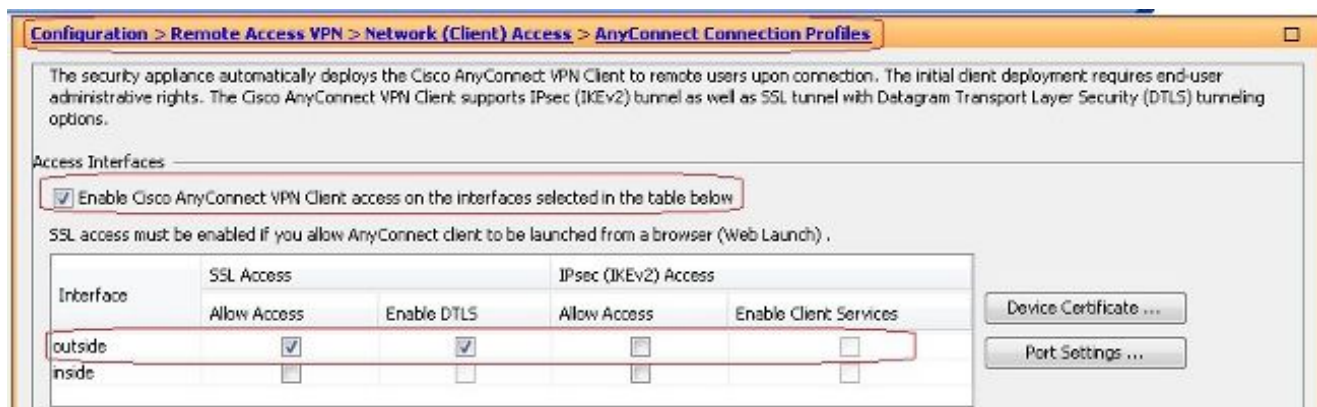 Configuration > Remote Access VPN > Network (Client) Access > AnyConnect Connection Profiles
The security appliance automatically deploys the Cisco AnyConnect VPN Client to remote users upon connection. The initial client deployment requires end-user
administrative rights. The Cisco AnyConnect VPN Client supports IPsec (IKEv2) tunnel as well as SSL tunnel with Datagram Transport Layer Security (DTLS) tunneling
options.
Access Interfaces
Enable Cisco AnyConnect VPN Client access on the interfaces selected in the table below
SSL access must be enabled if you allow AnyConnect client to be launched from a browser (Web Launch) .
Interface
SSL Access
IPsec (IKEv2) Access
Allow Access
Enable DTLS
Allow Access
Enable Client Services
Device Certificate ...
outside
Port Settings ...
inside